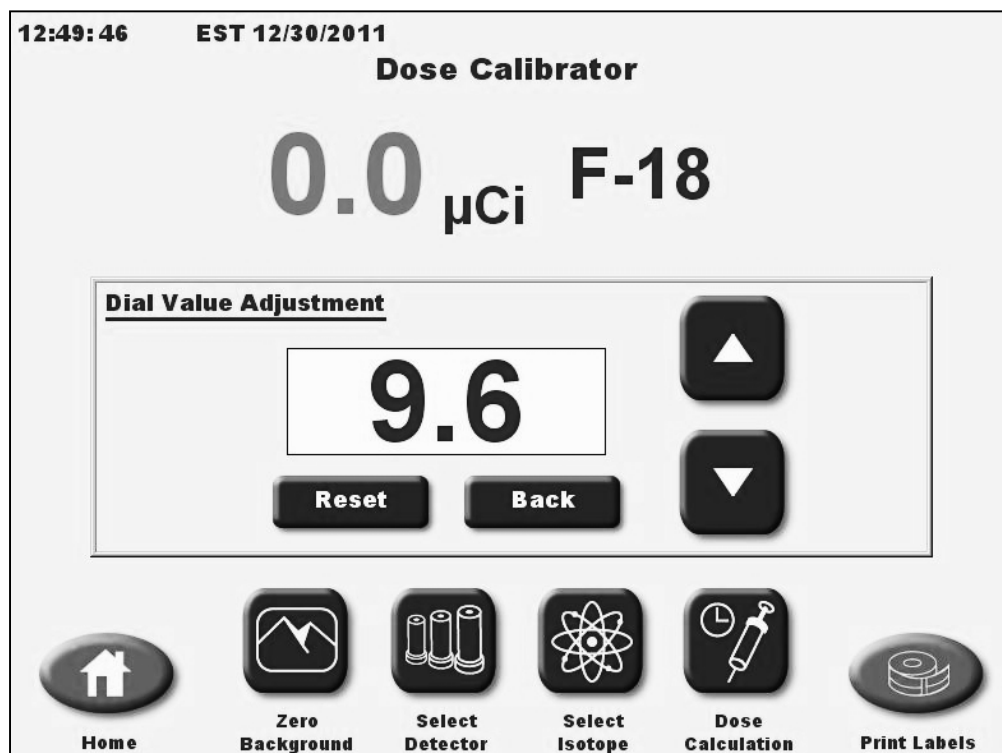 12:49:46 EST 12/30/2011
Dose Calibrator
0.0 µCi F-18
Dial Value Adjustment
9.6
Reset Back
Home
Zero Background
Select Detector
Select Isotope
Dose Calculation
Print Labels